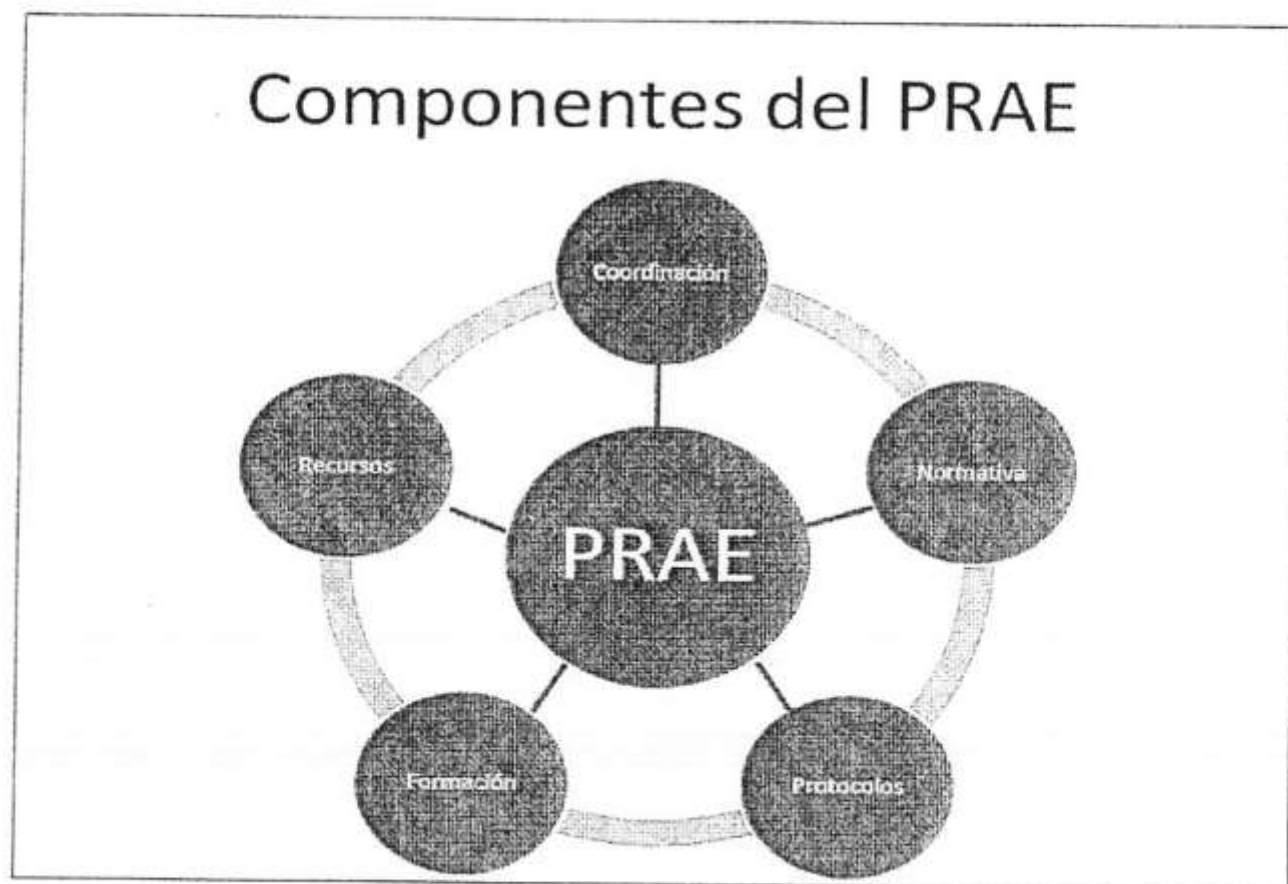 Componentes del PRAE
Coordinación
Recursos
Normativa
PRAE
Formación
Protocolos